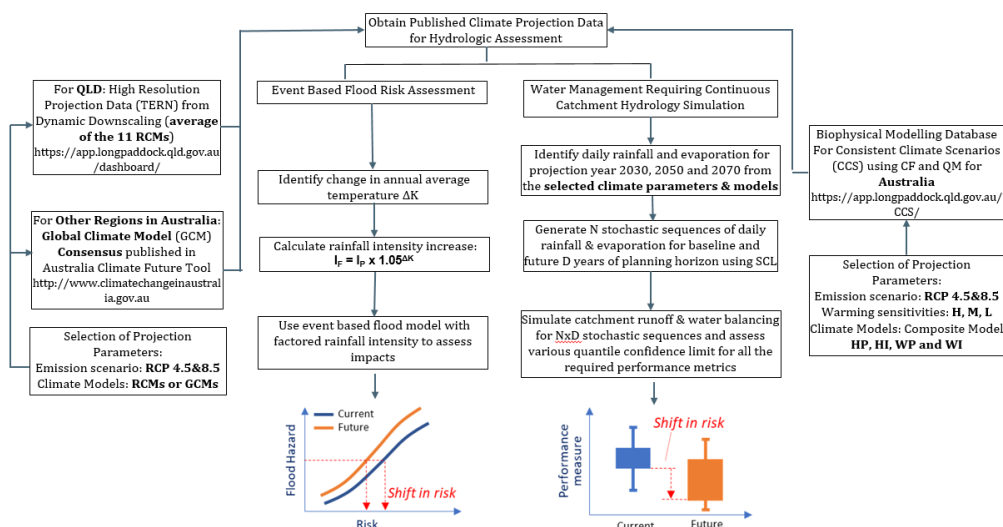 Obtain Published Climate Projection Data
for Hydrologic Assessment
For QLD: High Resolution
Projection Data (TERN) from
Dynamic Downscaling (average
of the 11 RCMs)
https://app.longpaddock.qld.gov.au
/dashboard/
For Other Regions in Australia:
Global Climate Model (GCM)
Consensus published in
Australia Climate Future Tool
http://www.climatechangeinaustral
ia.gov.au
Selection of Projection
Parameters:
Emission scenario: RCP 4.5&8.5
Climate Models: RCMs or GCMs
Event Based Flood Risk Assessment
Identify change in annual average
temperature ΔK
Calculate rainfall intensity increase:
I_F = I_P x 1.05^ΔK
Use event based flood model with
factored rainfall intensity to assess
impacts
Water Management Requiring Continuous
Catchment Hydrology Simulation
Identify daily rainfall and evaporation for
projection year 2030, 2050 and 2070 from
the selected climate parameters & models
Generate N stochastic sequences of daily
rainfall & evaporation for baseline and
future D years of planning horizon using SCL
Simulate catchment runoff & water balancing
for NxD stochastic sequences and assess
various quantile confidence limit for all the
required performance metrics
Biophysical Modelling Database
For Consistent Climate Scenarios
(CCS) using CF and QM for
Australia
https://app.longpaddock.qld.gov.au/
CCS/
Selection of Projection
Parameters:
Emission scenario: RCP 4.5&8.5
Warming sensitivities: H, M, L
Climate Models: Composite Model
HP, HI, WP and WI
Flood Hazard
Current
Future
Shift in risk
Risk
Performance
measure
Shift in risk
Current
Future